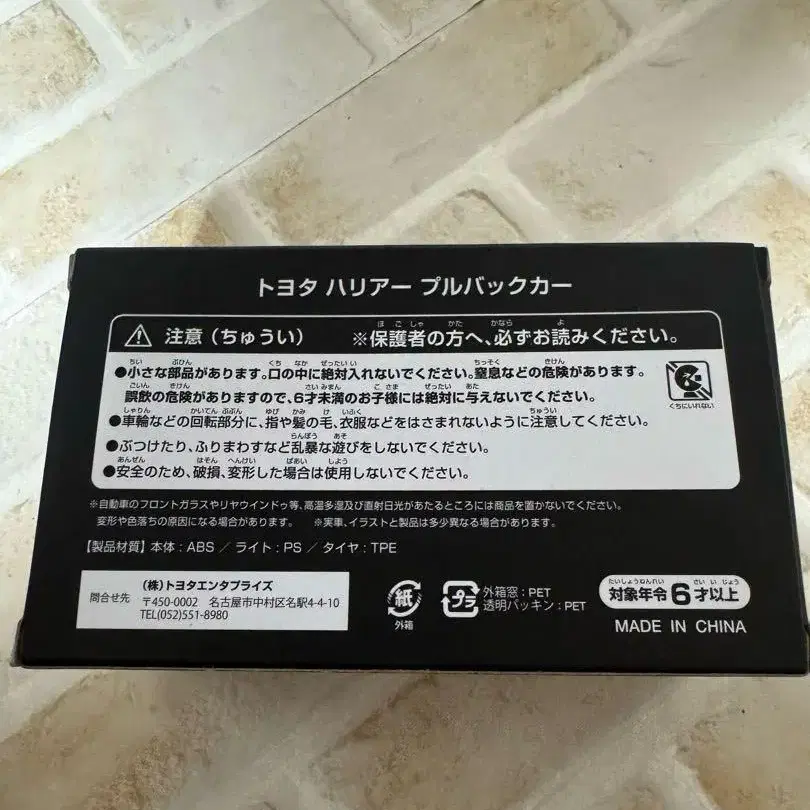 トヨタ ハリアー プルバックカー
注意（ちゅうい） ※保護者の方へ、必ずお読みください。
●小さな部品があります。口の中に絶対入れないでください。窒息などの危険があります。
誤飲の危険がありますので、6才未満のお子様には絶対に与えないでください。
くちにいれない
●車輪などの回転部分に、指や髪の毛、衣服などをはさまれないように注意してください。
●ぶつけたり、ふりまわすなど乱暴な遊びをしないでください。
●安全のため、破損、変形した場合は使用しないでください。
※自動車のフロントガラスやリヤウインドゥ等、高温多湿及び直射日光があたるところには商品を置かないでください。
変形や色落ちの原因になる場合があります。 ※実車、イラストと製品は多少異なる場合があります。
【製品材質】本体：ABS ／ ライト：PS ／ タイヤ：TPE
問合せ先
（株）トヨタエンタプライズ
〒450-0002 名古屋市中村区名駅4-4-10
TEL(052)551-8980
紙
外箱
プラ
外箱窓：PET
透明パッキン：PET
たいしょうねんれい さい いじょう
対象年令 6才以上
MADE IN CHINA